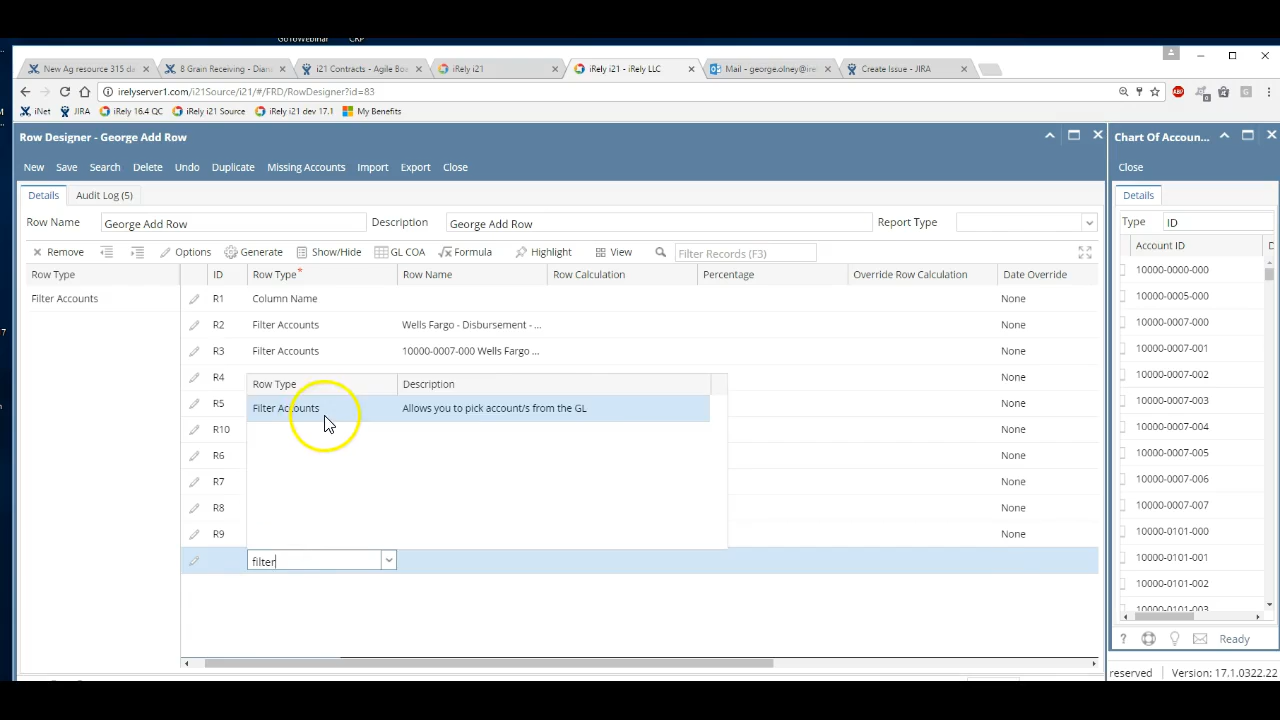 GoToWebinar CRP
New Ag resource 315 da
B Grain Receiving - Dian
i21 Contracts - Agile Boa
iRely i21
iRely i21 - iRely LLC
Mail - george.olney@ire
Create Issue - JIRA
irelyserver1.com/i21Source/i21/#/FRD/RowDesigner?id=83
iNet JIRA iRely 16.4 QC iRely i21 Source iRely i21 dev 17.1 My Benefits
Row Designer - George Add Row
Chart Of Accoun...
New Save Search Delete Undo Duplicate Missing Accounts Import Export Close
Close
Details Audit Log (5)
Details
Row Name George Add Row Description George Add Row Report Type
Type ID
Remove Options Generate Show/Hide GL COA Formula Highlight View Filter Records (F3)
Account ID D
Row Type ID Row Type* Row Name Row Calculation Percentage Override Row Calculation Date Override
Filter Accounts
R1 Column Name None
R2 Filter Accounts Wells Fargo - Disbursement - ... None
R3 Filter Accounts 10000-0007-000 Wells Fargo ... None
R4 None
R5 None
R10 None
R6 None
R7 None
R8 None
R9 None
Row Type Description
Filter Accounts Allows you to pick account/s from the GL
filter
10000-0000-000
10000-0005-000
10000-0007-000
10000-0007-001
10000-0007-002
10000-0007-003
10000-0007-004
10000-0007-005
10000-0007-006
10000-0007-007
10000-0101-000
10000-0101-001
10000-0101-002
10000-0101-003
? Ready
reserved Version: 17.1.0322.22